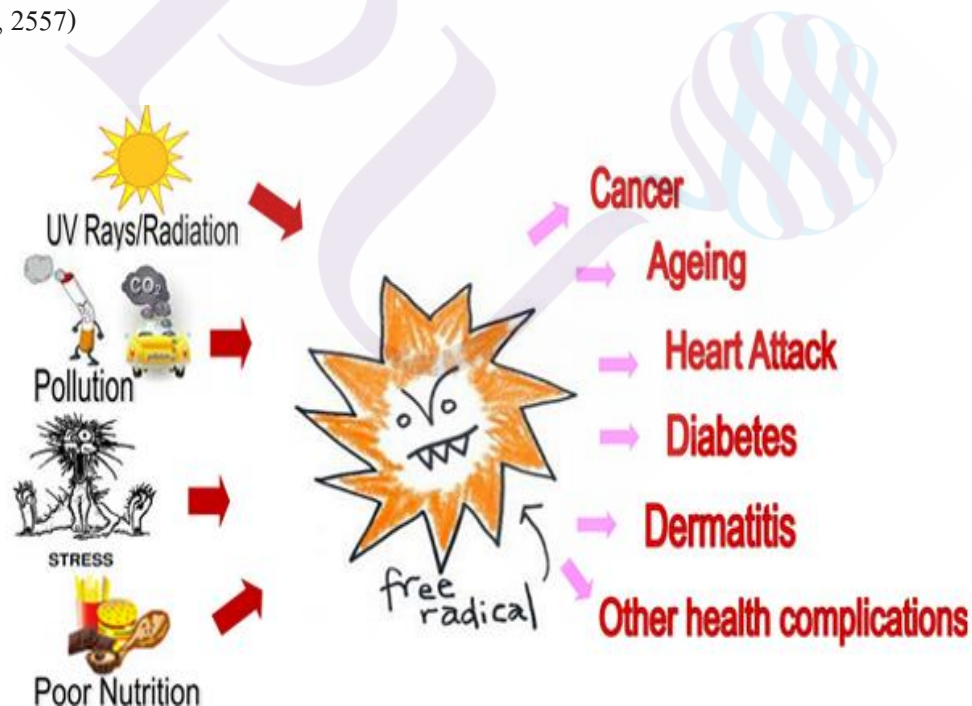 , 2557)
UV Rays/Radiation
CO2
Pollution
STRESS
Poor Nutrition
free
radical
Cancer
Ageing
Heart Attack
Diabetes
Dermatitis
Other health complications